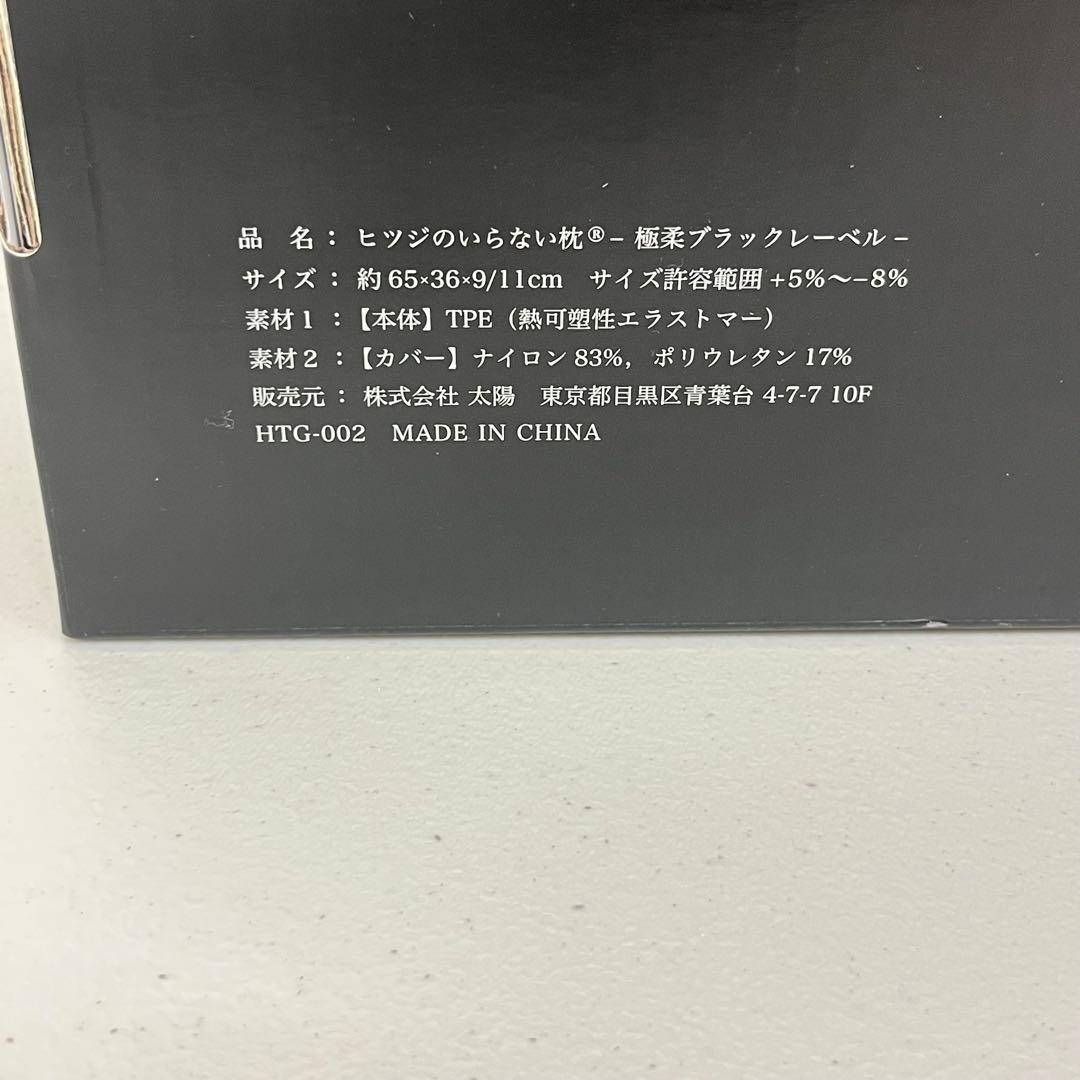 品　名 ： ヒツジのいらない枕®– 極柔ブラックレーベル –
サイズ ： 約 65×36×9/11cm　サイズ許容範囲 +5%～–8%
素材１ ：【本体】TPE（熱可塑性エラストマー）
素材２ ：【カバー】ナイロン 83%, ポリウレタン 17%
販売元 ： 株式会社 太陽　東京都目黒区青葉台 4-7-7 10F
HTG-002　MADE IN CHINA